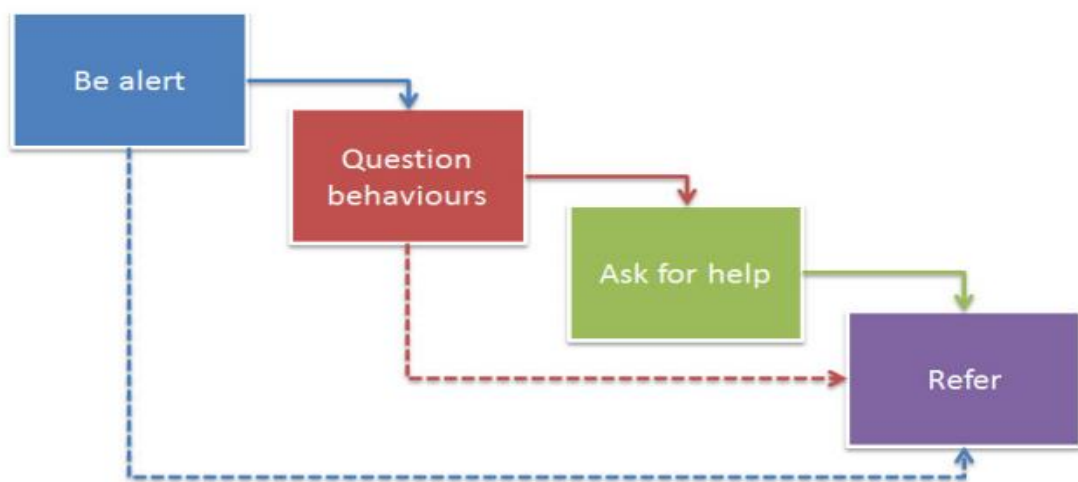 Be alert
Question
behaviours
Ask for help
Refer